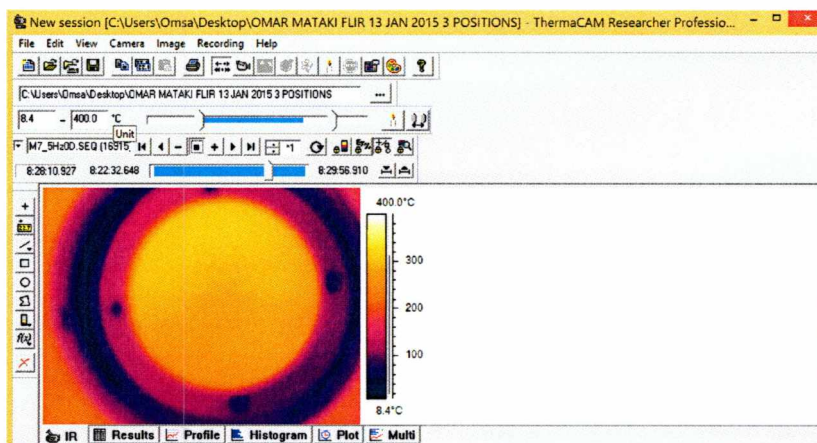 New session [C:\Users\Omsa\Desktop\OMAR MATAKI FLIR 13 JAN 2015 3 POSITIONS] - ThermaCAM Researcher Professio...
File Edit View Camera Image Recording Help
C:\Users\Omsa\Desktop\OMAR MATAKI FLIR 13 JAN 2015 3 POSITIONS ...
8.4 - 400.0 °C
Unit
M7_5Hz0D.SEQ (16915, *1
8:28:10.927 8:22:32.648 8:29:56.910
400.0°C
300
200
100
8.4°C
f(x)
IR Results Profile Histogram Plot Multi